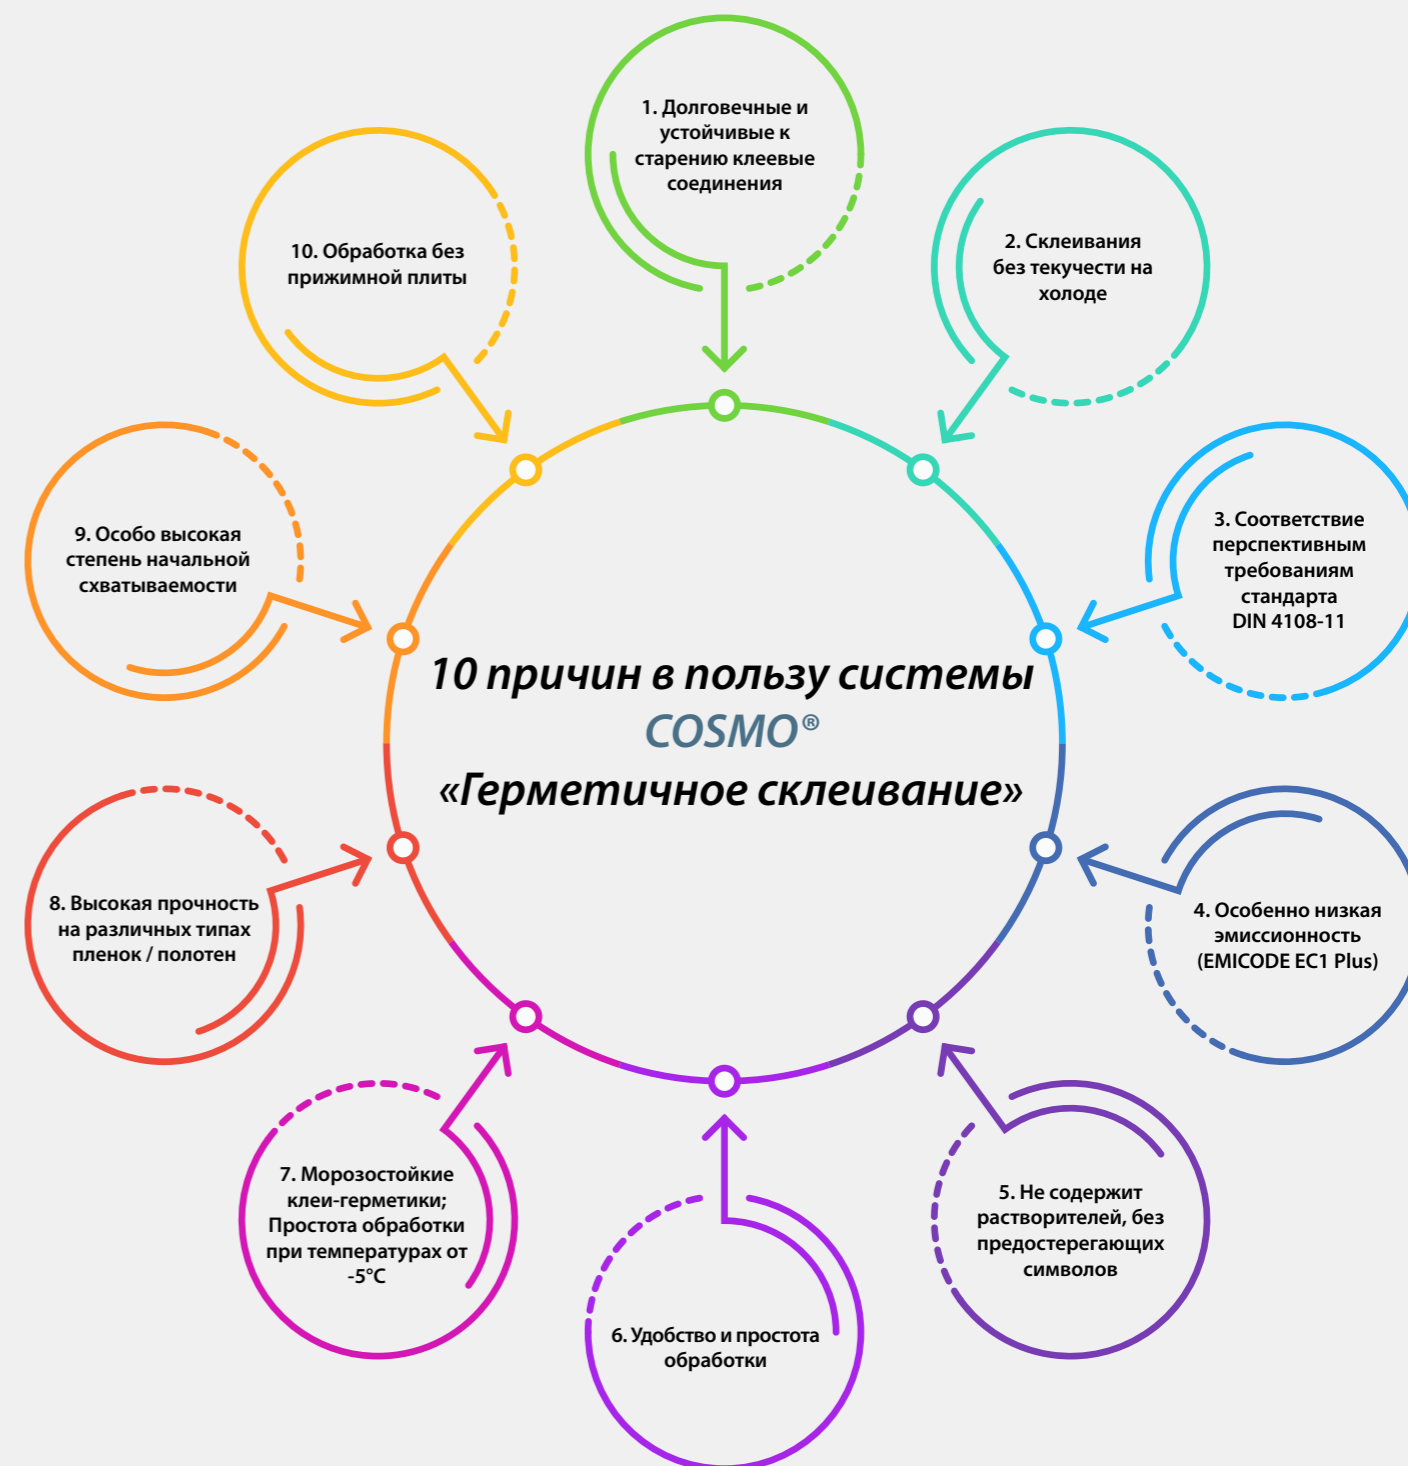 10 причин в пользу системы
COSMO®
«Герметичное склеивание»
1. Долговечные и
устойчивые к
старению клеевые
соединения
2. Склеивания
без текучести на
холоде
3. Соответствие
перспективным
требованиям
стандарта
DIN 4108-11
4. Особенно низкая
эмиссионность
(EMICODE EC1 Plus)
5. Не содержит
растворителей, без
предостерегающих
символов
6. Удобство и простота
обработки
7. Морозостойкие
клеи-герметики;
Простота обработки
при температурах от
-5°C
8. Высокая прочность
на различных типах
пленок / полотен
9. Особо высокая
степень начальной
схватываемости
10. Обработка без
прижимной плиты